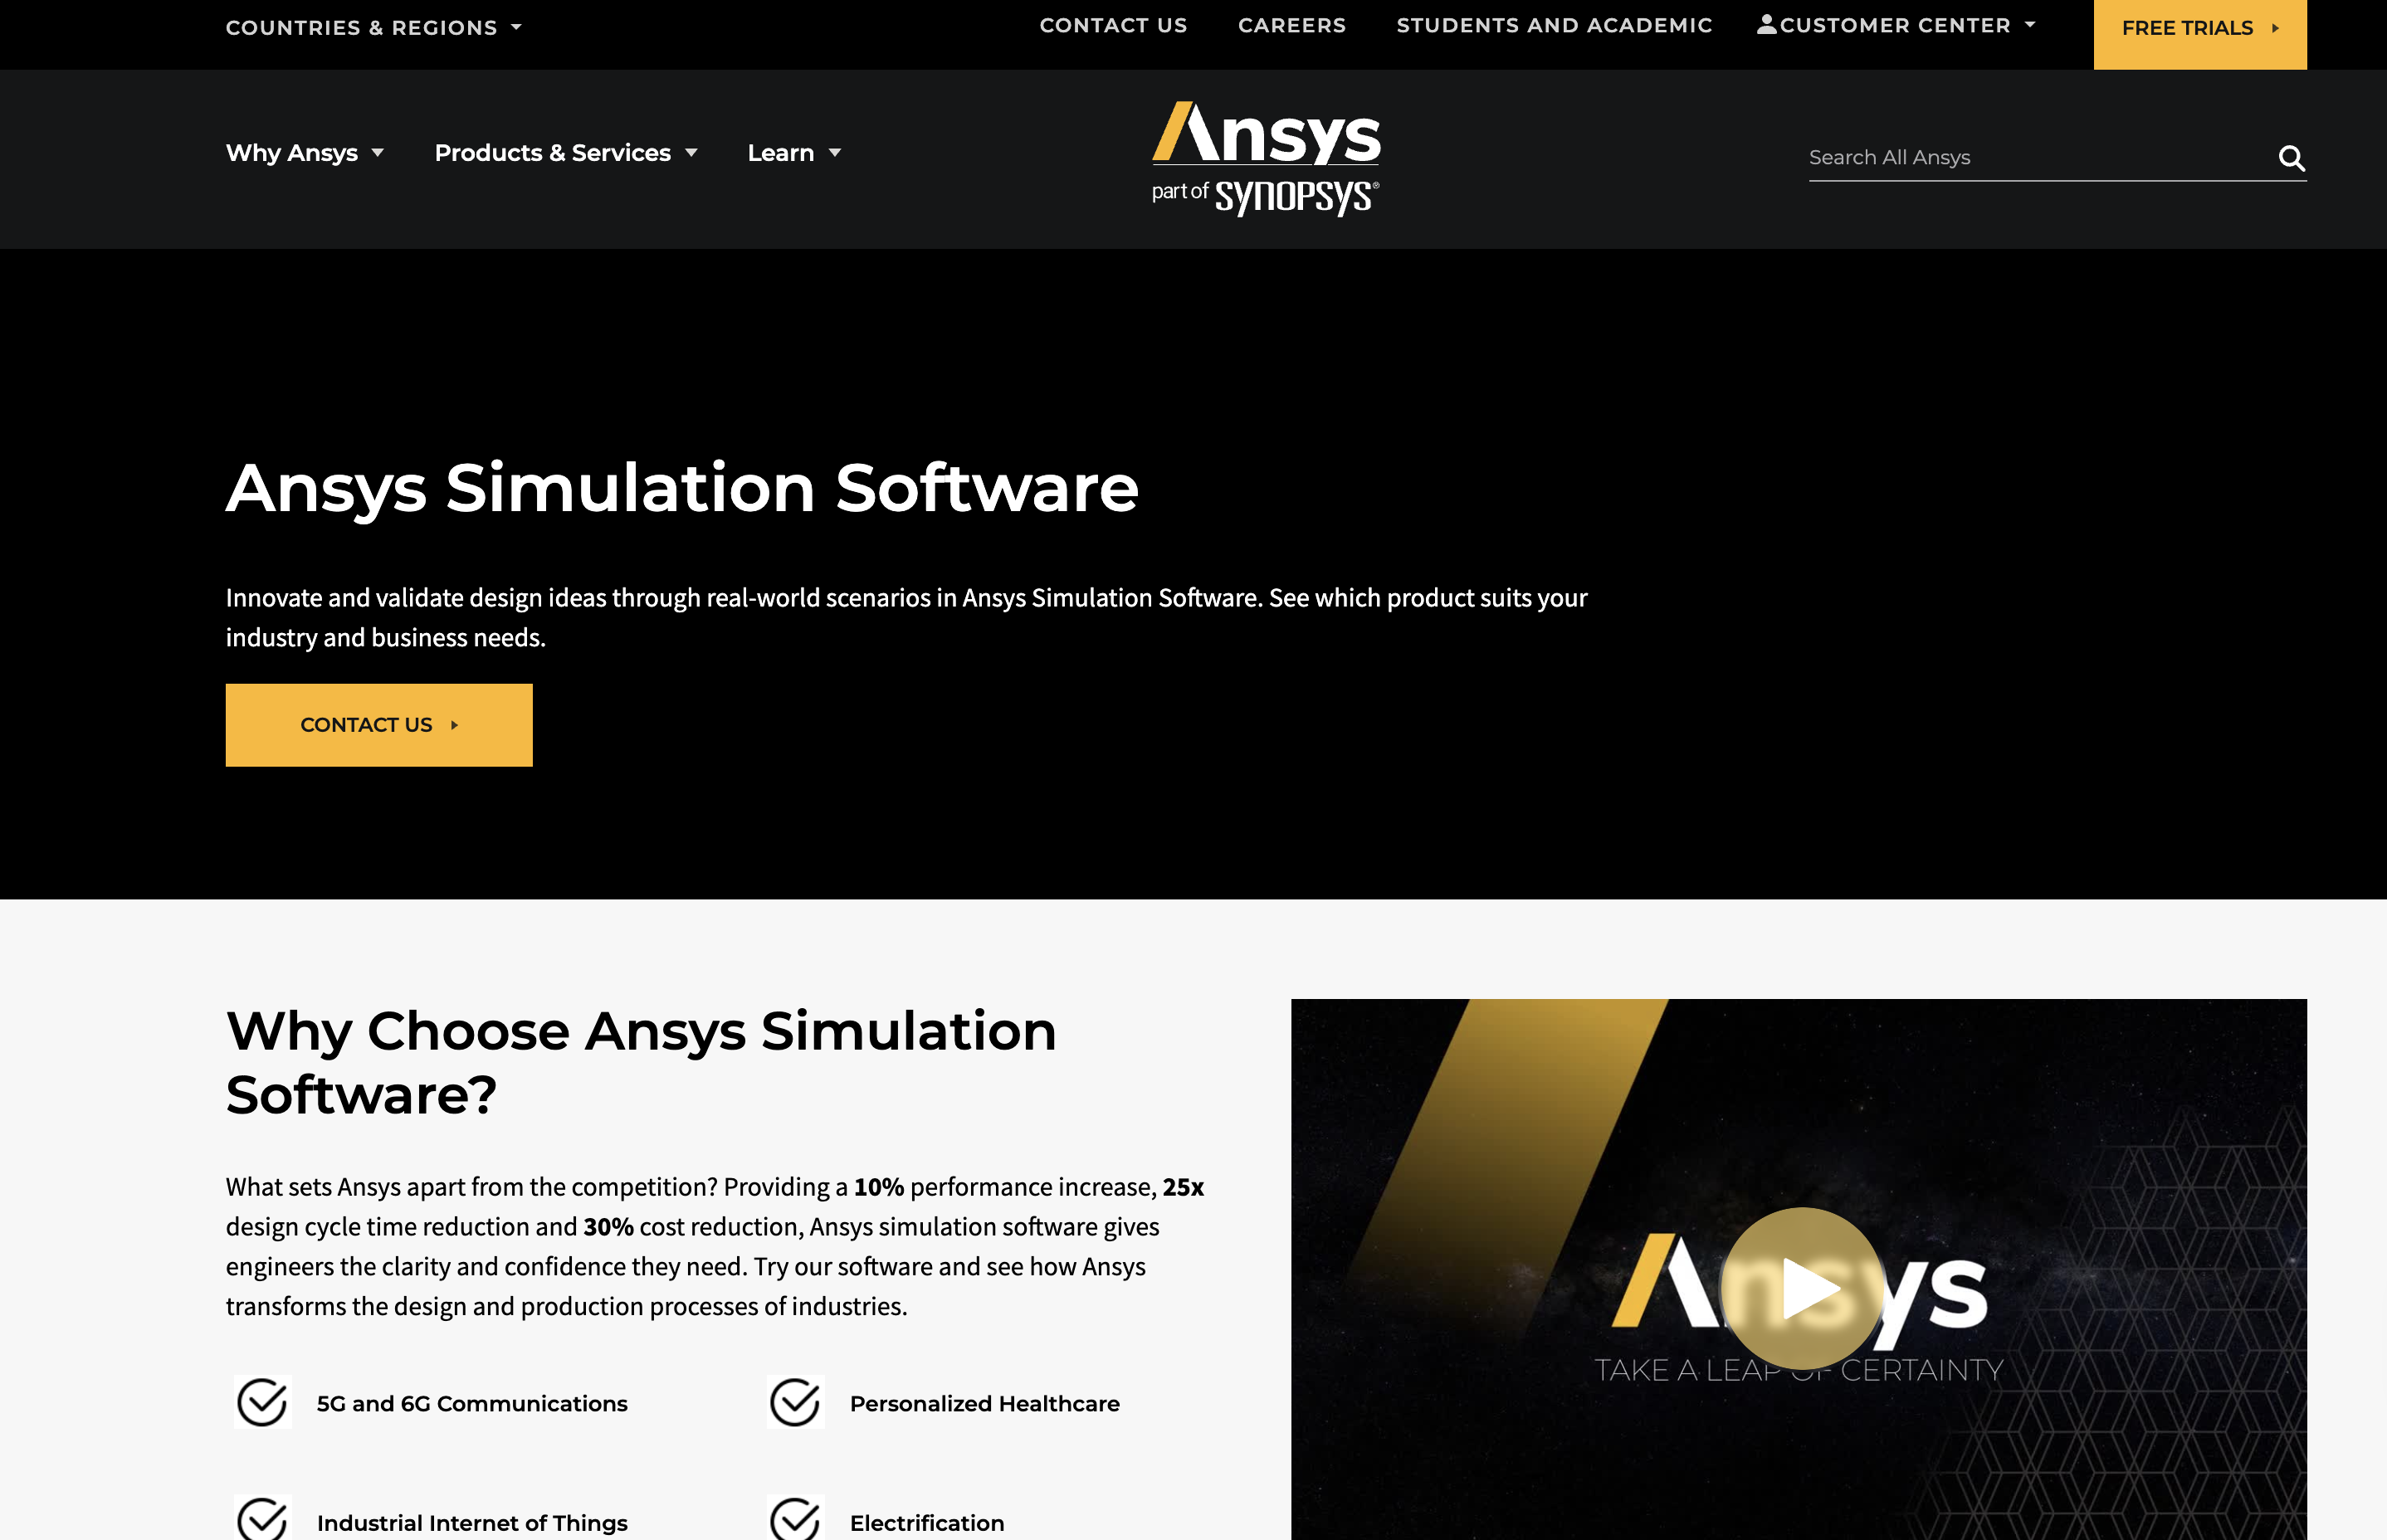 COUNTRIES & REGIONS
CONTACT US
CAREERS
STUDENTS AND ACADEMIC
CUSTOMER CENTER
FREE TRIALS
Why Ansys
Products & Services
Learn
Ansys
part of SYNOPSYS®
Search All Ansys
Ansys Simulation Software
Innovate and validate design ideas through real-world scenarios in Ansys Simulation Software. See which product suits your
industry and business needs.
CONTACT US
Why Choose Ansys Simulation
Software?
What sets Ansys apart from the competition? Providing a 10% performance increase, 25x
design cycle time reduction and 30% cost reduction, Ansys simulation software gives
engineers the clarity and confidence they need. Try our software and see how Ansys
transforms the design and production processes of industries.
5G and 6G Communications
Personalized Healthcare
Industrial Internet of Things
Electrification
Ansys
TAKE A LEAP OF CERTAINTY